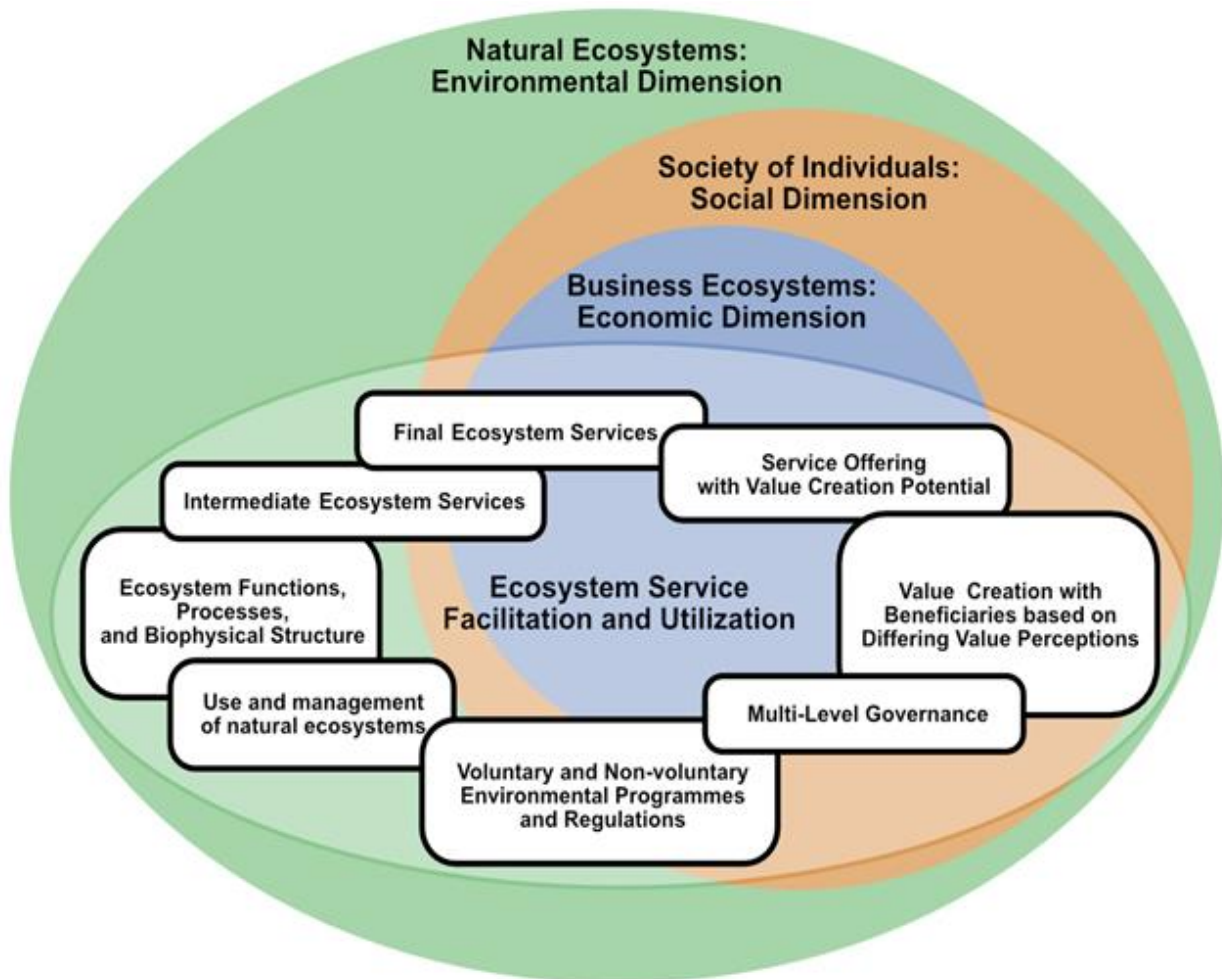 Natural Ecosystems:
Environmental Dimension
Society of Individuals:
Social Dimension
Business Ecosystems:
Economic Dimension
Final Ecosystem Services
Service Offering
with Value Creation Potential
Intermediate Ecosystem Services
Ecosystem Functions,
Processes,
and Biophysical Structure
Ecosystem Service
Facilitation and Utilization
Value Creation with
Beneficiaries based on
Differing Value Perceptions
Use and management
of natural ecosystems
Multi-Level Governance
Voluntary and Non-voluntary
Environmental Programmes
and Regulations